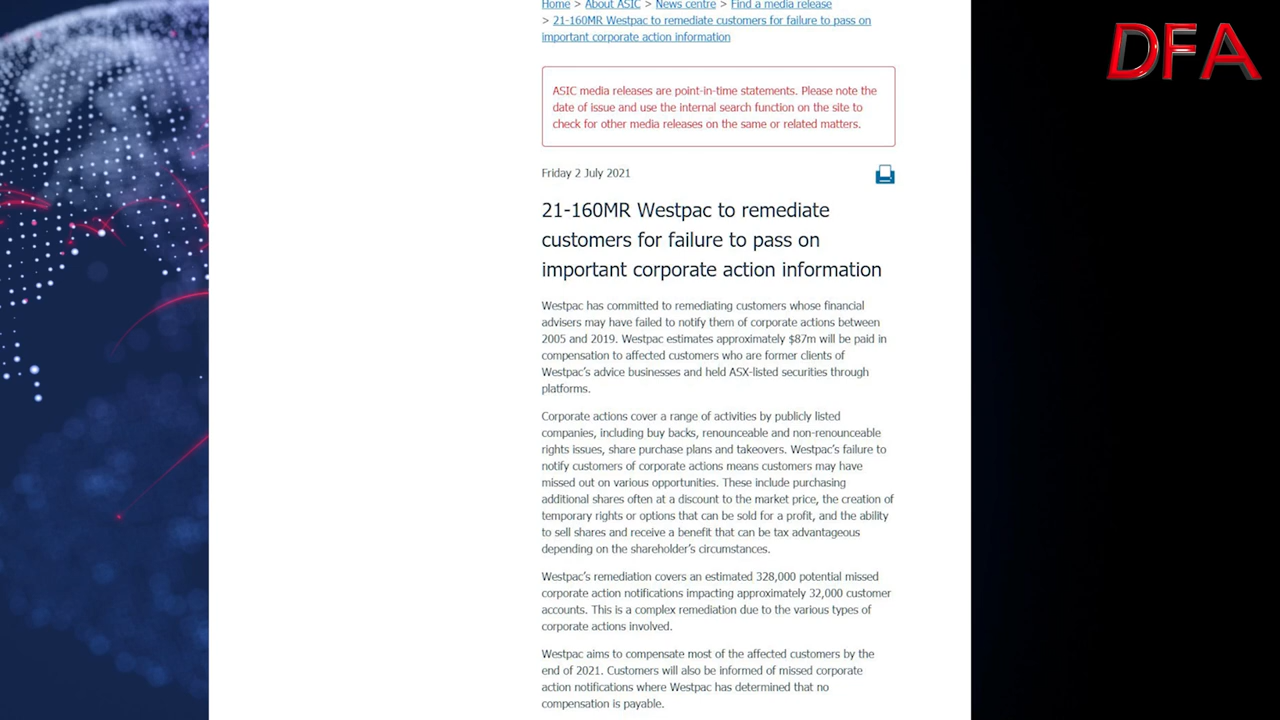 Home > About ASIC > News centre > Find a media release
> 21-160MR Westpac to remediate customers for failure to pass on
important corporate action information
DFA
ASIC media releases are point-in-time statements. Please note the
date of issue and use the internal search function on the site to
check for other media releases on the same or related matters.
Friday 2 July 2021
21-160MR Westpac to remediate
customers for failure to pass on
important corporate action information
Westpac has committed to remediating customers whose financial
advisers may have failed to notify them of corporate actions between
2005 and 2019. Westpac estimates approximately $87m will be paid in
compensation to affected customers who are former clients of
Westpac's advice businesses and held ASX-listed securities through
platforms.
Corporate actions cover a range of activities by publicly listed
companies, including buy backs, renounceable and non-renounceable
rights issues, share purchase plans and takeovers. Westpac's failure to
notify customers of corporate actions means customers may have
missed out on various opportunities. These include purchasing
additional shares often at a discount to the market price, the creation of
temporary rights or options that can be sold for a profit, and the ability
to sell shares and receive a benefit that can be tax advantageous
depending on the shareholder's circumstances.
Westpac's remediation covers an estimated 328,000 potential missed
corporate action notifications impacting approximately 32,000 customer
accounts. This is a complex remediation due to the various types of
corporate actions involved.
Westpac aims to compensate most of the affected customers by the
end of 2021. Customers will also be informed of missed corporate
action notifications where Westpac has determined that no
compensation is payable.